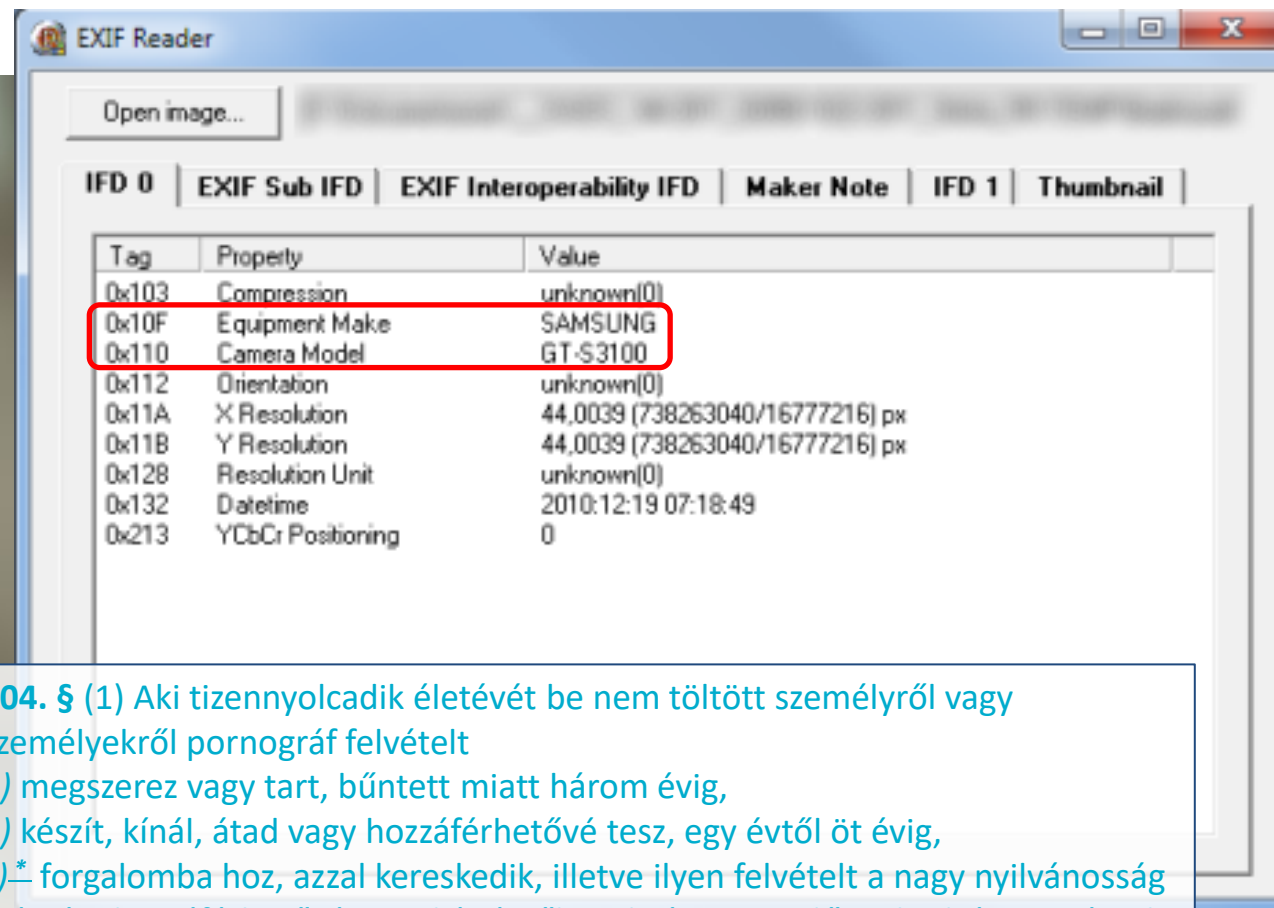 EXIF Reader
Open image...
IFD 0 EXIF Sub IFD EXIF Interoperability IFD Maker Note IFD 1 Thumbnail
Tag Property Value
0x103 Compression unknown(0)
0x10F Equipment Make SAMSUNG
0x110 Camera Model GT-S3100
0x112 Orientation unknown(0)
0x11A X Resolution 44,0039 (738263040/16777216) px
0x11B Y Resolution 44,0039 (738263040/16777216) px
0x128 Resolution Unit unknown(0)
0x132 Datetime 2010:12:19 07:18:49
0x213 YCbCr Positioning 0
04. § (1) Aki tizennyolcadik életévét be nem töltött személyről vagy
zemélyekről pornográf felvételt
) megszerez vagy tart, bűntett miatt három évig,
) készít, kínál, átad vagy hozzáférhetővé tesz, egy évtől öt évig,
)* forgalomba hoz, azzal kereskedik, illetve ilyen felvételt a nagy nyilvánosság